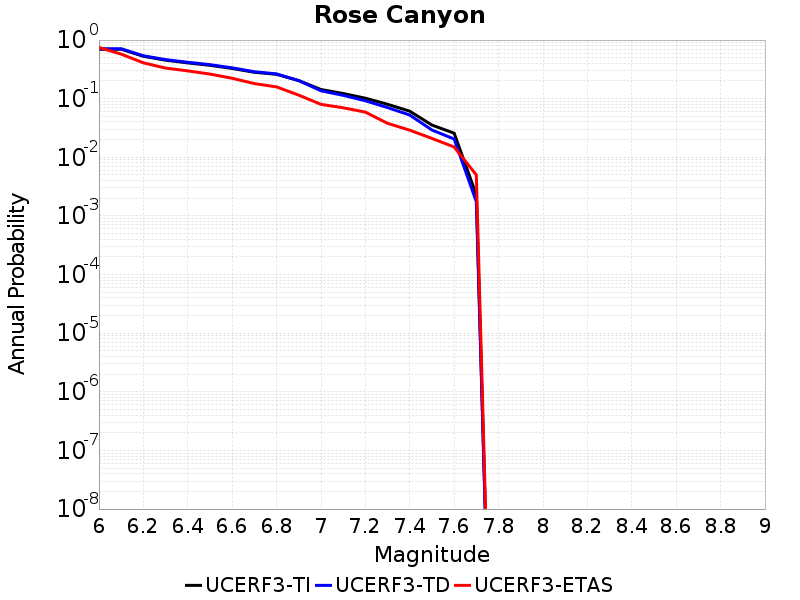 Rose Canyon
Annual Probability
10^0
10^-1
10^-2
10^-3
10^-4
10^-5
10^-6
10^-7
10^-8
6 6.2 6.4 6.6 6.8 7 7.2 7.4 7.6 7.8 8 8.2 8.4 8.6 8.8 9
Magnitude
UCERF3-TI UCERF3-TD UCERF3-ETAS